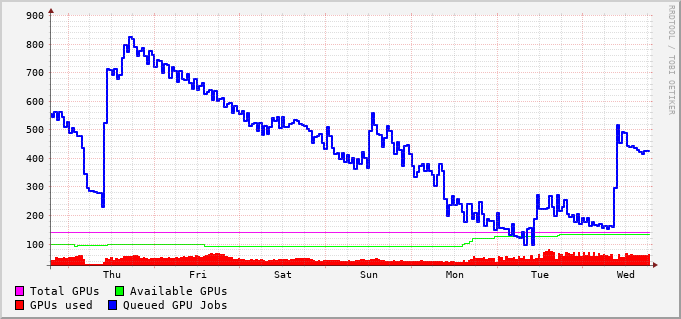 900
800
700
600
500
400
300
200
100
Thu Fri Sat Sun Mon Tue Wed
Total GPUs Available GPUs
GPUs used Queued GPU Jobs
RRDTOOL / TOBI OETIKER